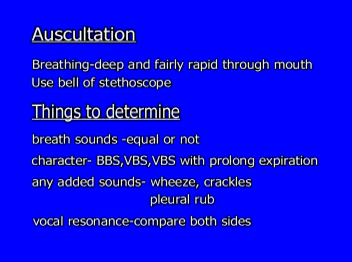 Auscultation
Breathing-deep and fairly rapid through mouth
Use bell of stethoscope
Things to determine
breath sounds -equal or not
character- BBS,VBS,VBS with prolong expiration
any added sounds- wheeze, crackles
pleural rub
vocal resonance-compare both sides